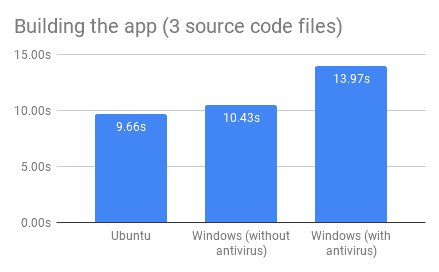 Building the app (3 source code files)
15.00s
10.00s
5.00s
0.00s
9.66s
10.43s
13.97s
Ubuntu
Windows (without
antivirus)
Windows (with
antivirus)